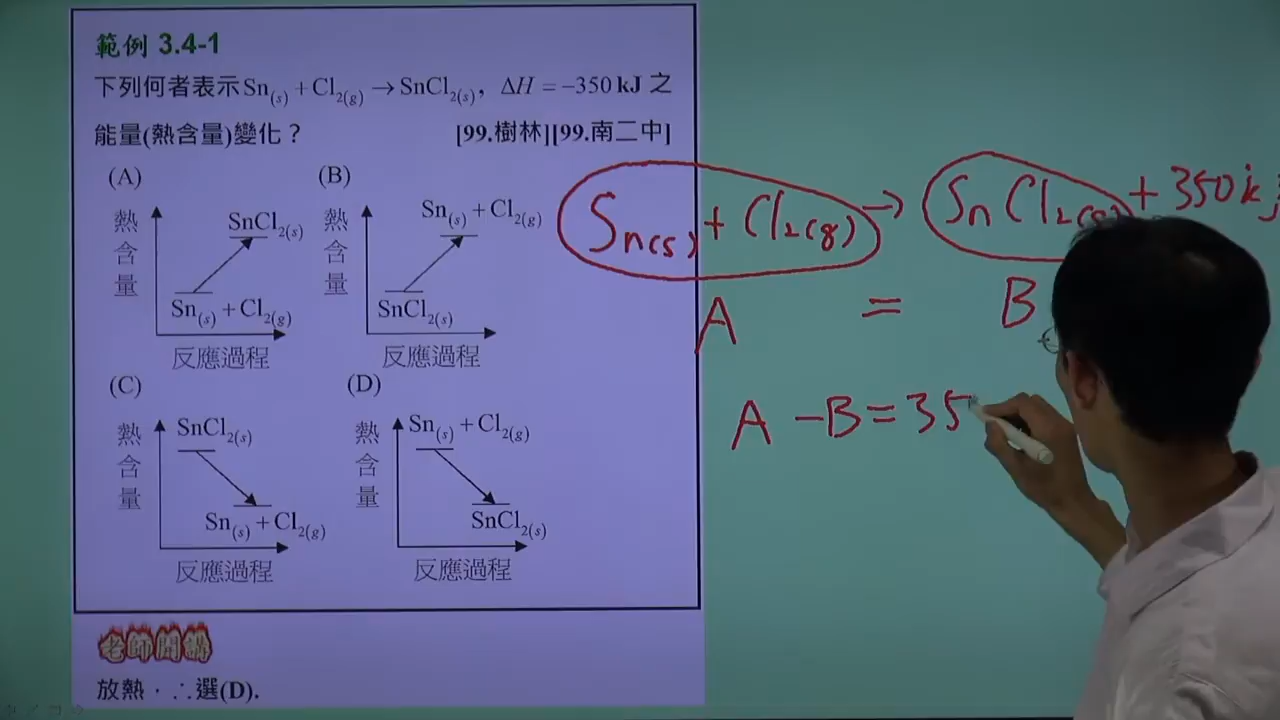 範例 3.4-1
下列何者表示Sn(s) + Cl2(g) → SnCl2(s)，ΔH = −350 kJ 之
能量(熱含量)變化？ [99.樹林][99.南二中]
(A)
熱含量
SnCl2(s)
Sn(s) + Cl2(g)
反應過程
(B)
熱含量
Sn(s) + Cl2(g)
SnCl2(s)
反應過程
(C)
熱含量
SnCl2(s)
Sn(s) + Cl2(g)
反應過程
(D)
熱含量
Sn(s) + Cl2(g)
SnCl2(s)
反應過程
老師開講
放熱，∴選(D).
Sn(s) + Cl2(g) → SnCl2(s) + 350 kJ
A = B
A − B = 35